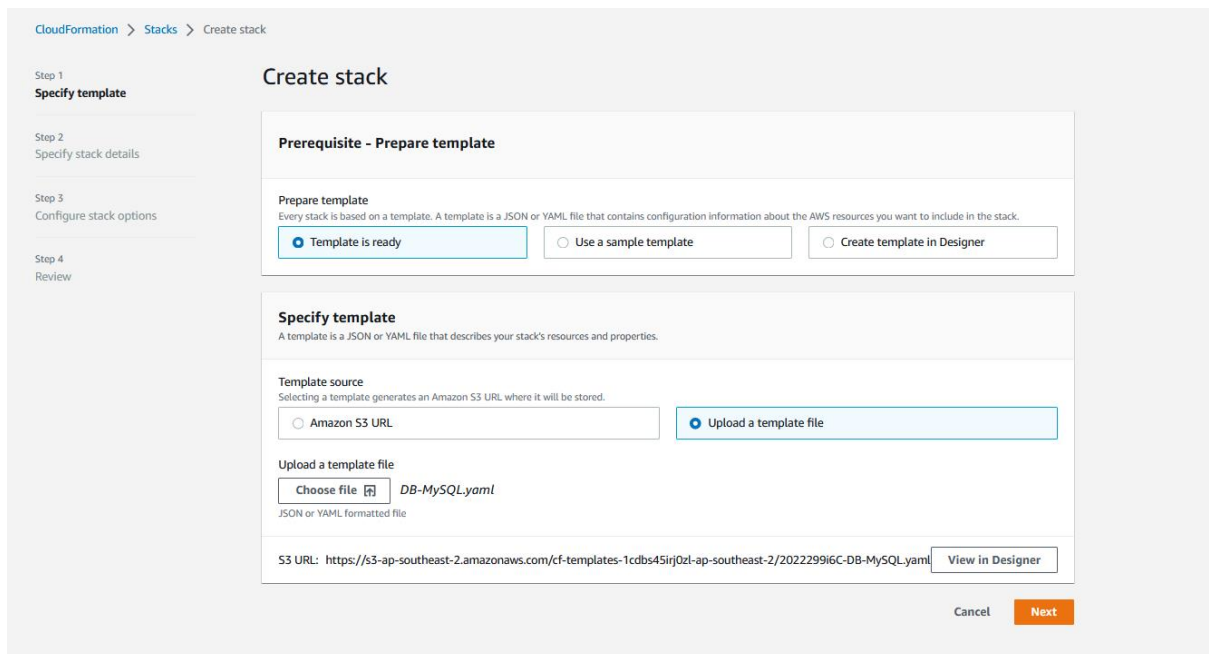 CloudFormation > Stacks > Create stack
Step 1
Specify template
Step 2
Specify stack details
Step 3
Configure stack options
Step 4
Review
Create stack
Prerequisite - Prepare template
Prepare template
Every stack is based on a template. A template is a JSON or YAML file that contains configuration information about the AWS resources you want to include in the stack.
Template is ready
Use a sample template
Create template in Designer
Specify template
A template is a JSON or YAML file that describes your stack's resources and properties.
Template source
Selecting a template generates an Amazon S3 URL where it will be stored.
Amazon S3 URL
Upload a template file
Upload a template file
Choose file DB-MySQL.yaml
JSON or YAML formatted file
S3 URL: https://s3-ap-southeast-2.amazonaws.com/cf-templates-1cdbs45irj0zl-ap-southeast-2/2022299i6C-DB-MySQL.yaml View in Designer
Cancel Next